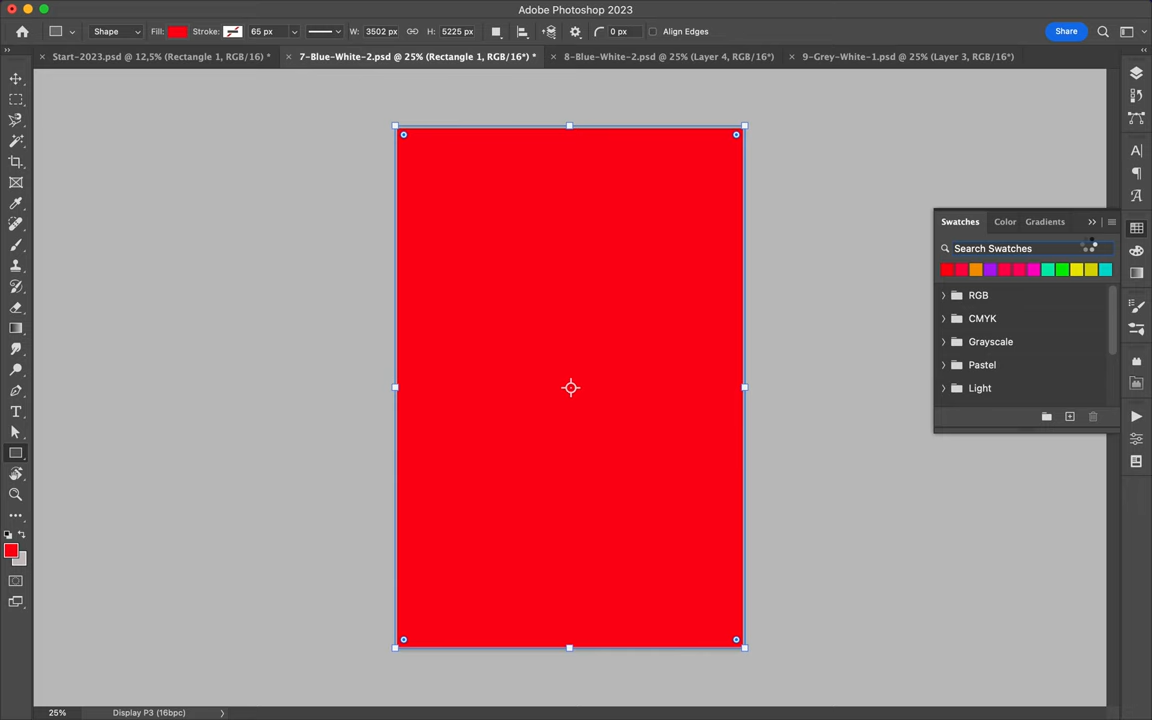 Adobe Photoshop 2023
Shape Fill: Stroke: 65 px W: 3502 px H: 5225 px 0 px Align Edges Share
Start-2023.psd @ 12,5% (Rectangle 1, RGB/16) * 7-Blue-White-2.psd @ 25% (Rectangle 1, RGB/16*) * 8-Blue-White-2.psd @ 25% (Layer 4, RGB/16*) 9-Grey-White-1.psd @ 25% (Layer 3, RGB/16*)
Swatches Color Gradients
Search Swatches
RGB
CMYK
Grayscale
Pastel
Light
25% Display P3 (16bpc)